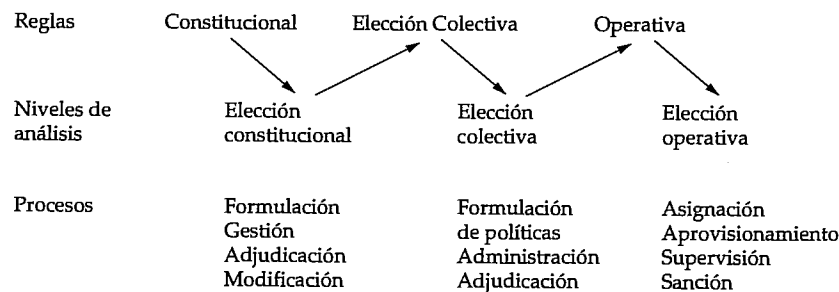 Reglas Constitucional Elección Colectiva Operativa
Niveles de Elección Elección Elección
análisis constitucional colectiva operativa
Procesos Formulación Formulación Asignación
Gestión de políticas Aprovisionamiento
Adjudicación Administración Supervisión
Modificación Adjudicación Sanción